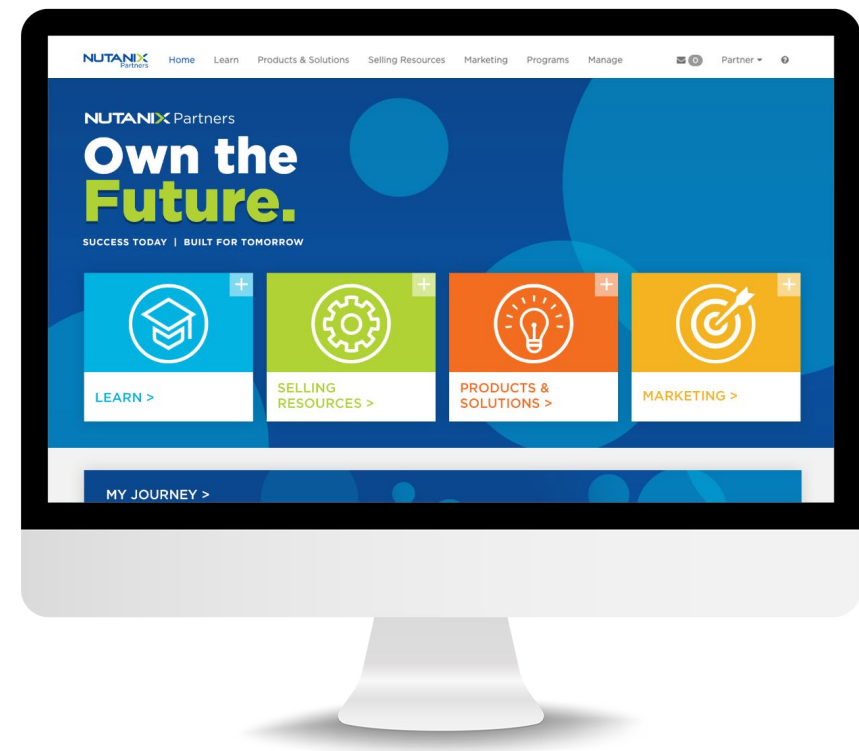 NUTANIX
Partners
Home Learn Products & Solutions Selling Resources Marketing Programs Manage 0 Partner ?
NUTANIX Partners
Own the
Future.
SUCCESS TODAY | BUILT FOR TOMORROW
LEARN >
SELLING
RESOURCES >
PRODUCTS &
SOLUTIONS >
MARKETING >
MY JOURNEY >